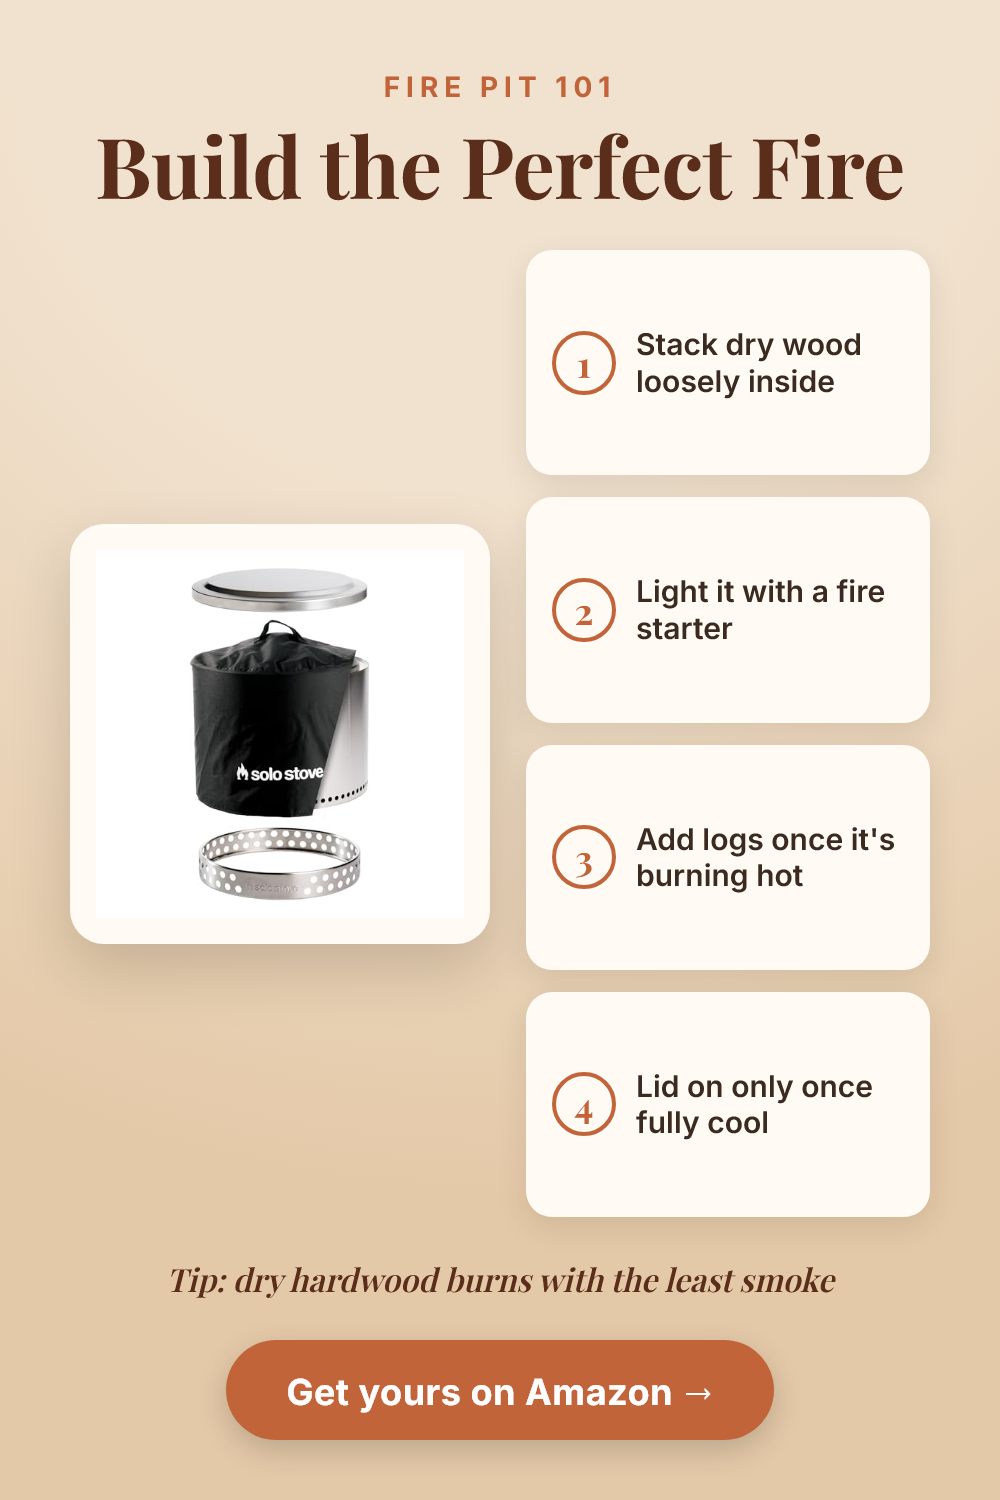 FIRE PIT 101
Build the Perfect Fire
solo stove
solo stove
1
Stack dry wood
loosely inside
2
Light it with a fire
starter
3
Add logs once it's
burning hot
4
Lid on only once
fully cool
Tip: dry hardwood burns with the least smoke
Get yours on Amazon →